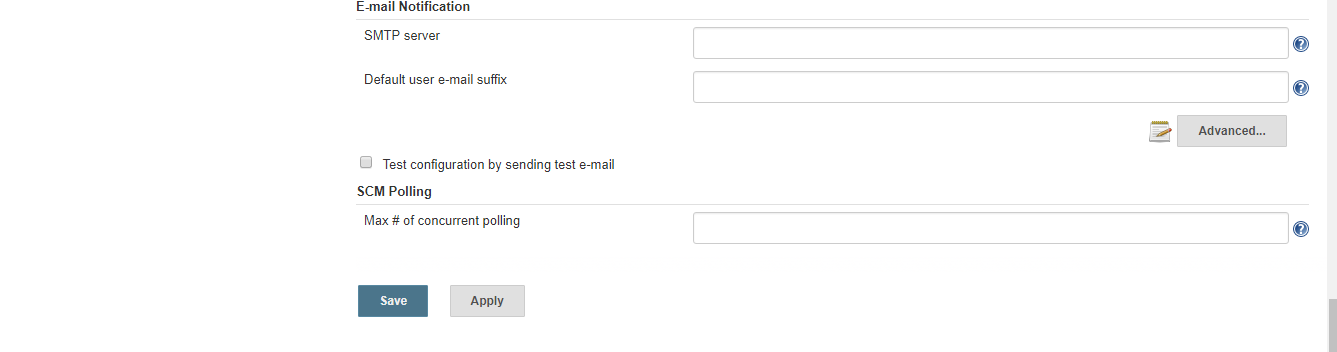 E-mail Notification
SMTP server
?
Default user e-mail suffix
?
Advanced...
Test configuration by sending test e-mail
SCM Polling
Max # of concurrent polling
?
Save Apply